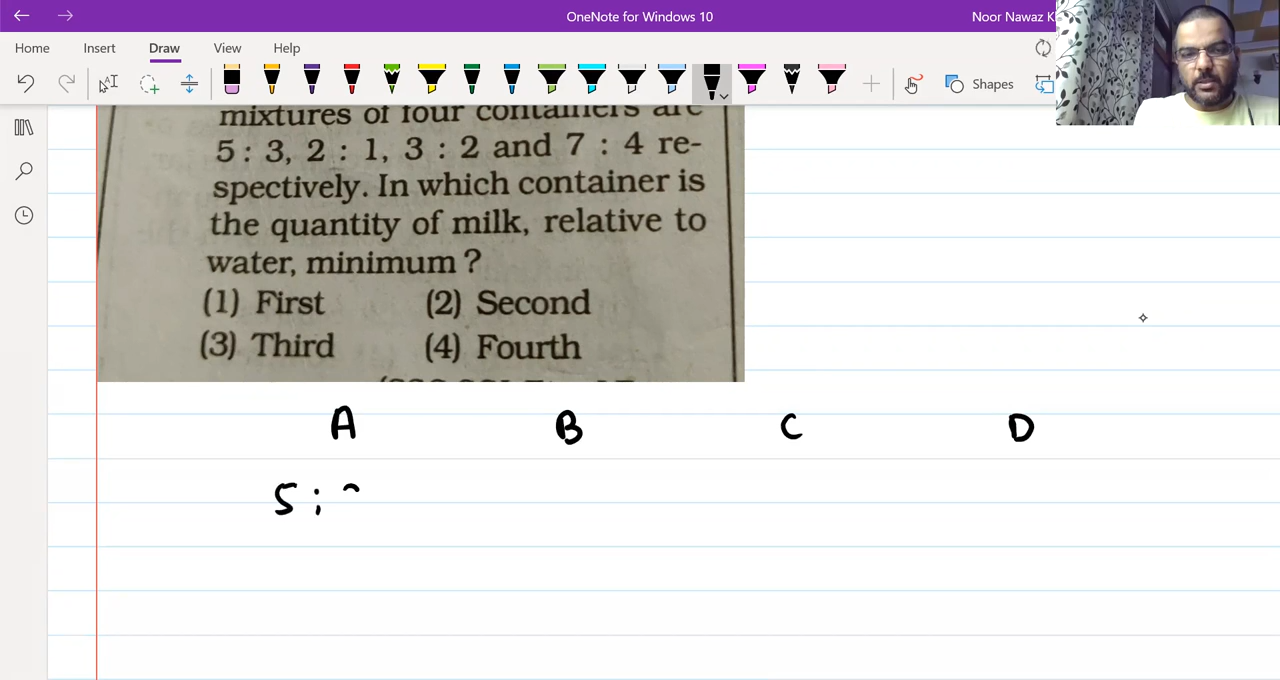 OneNote for Windows 10
Noor Nawaz K
Home Insert Draw View Help
Shapes
mixtures of four containers are
5 : 3, 2 : 1, 3 : 2 and 7 : 4 re-
spectively. In which container is
the quantity of milk, relative to
water, minimum ?
(1) First (2) Second
(3) Third (4) Fourth
A B C D
5 :